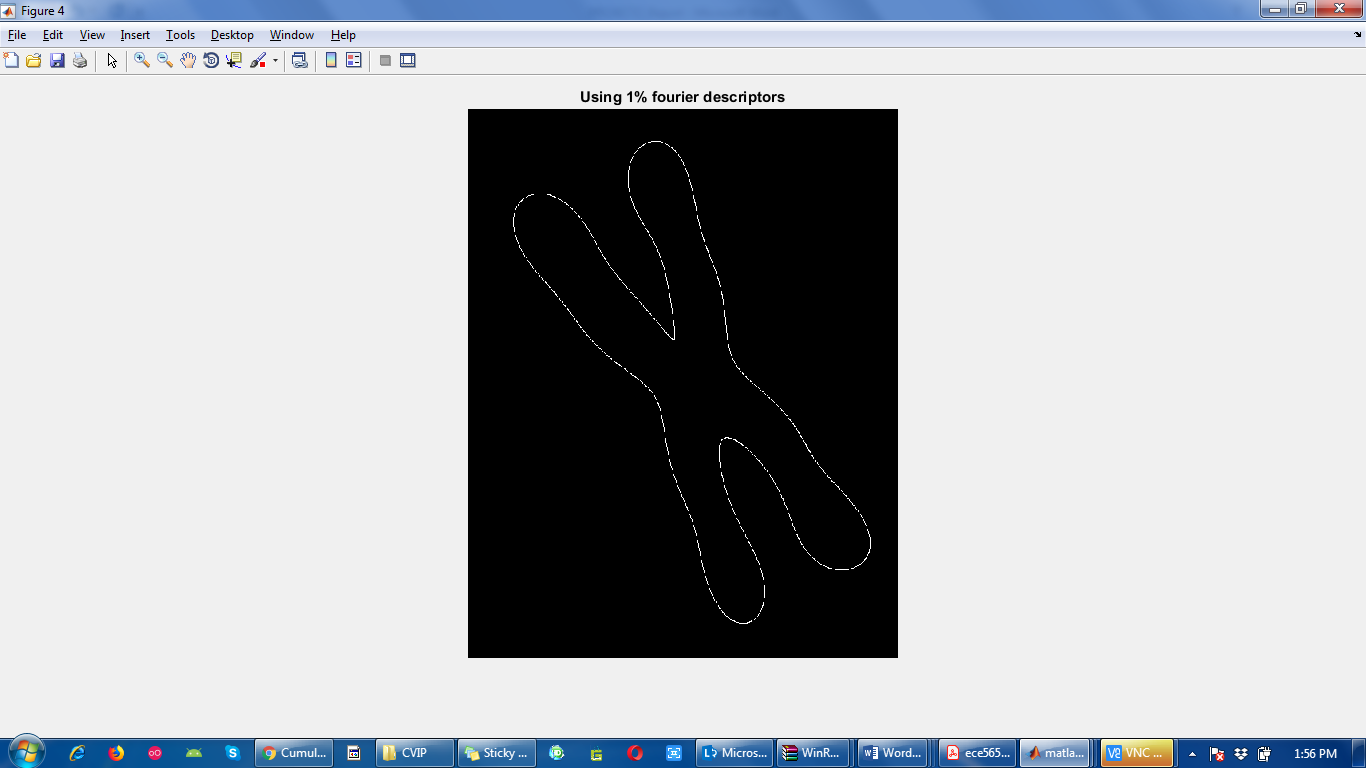 Figure 4
File Edit View Insert Tools Desktop Window Help
Using 1% fourier descriptors
Cumul... CVIP Sticky ... Micros... WinR... Word... ece565... matla... VNC ... 1:56 PM